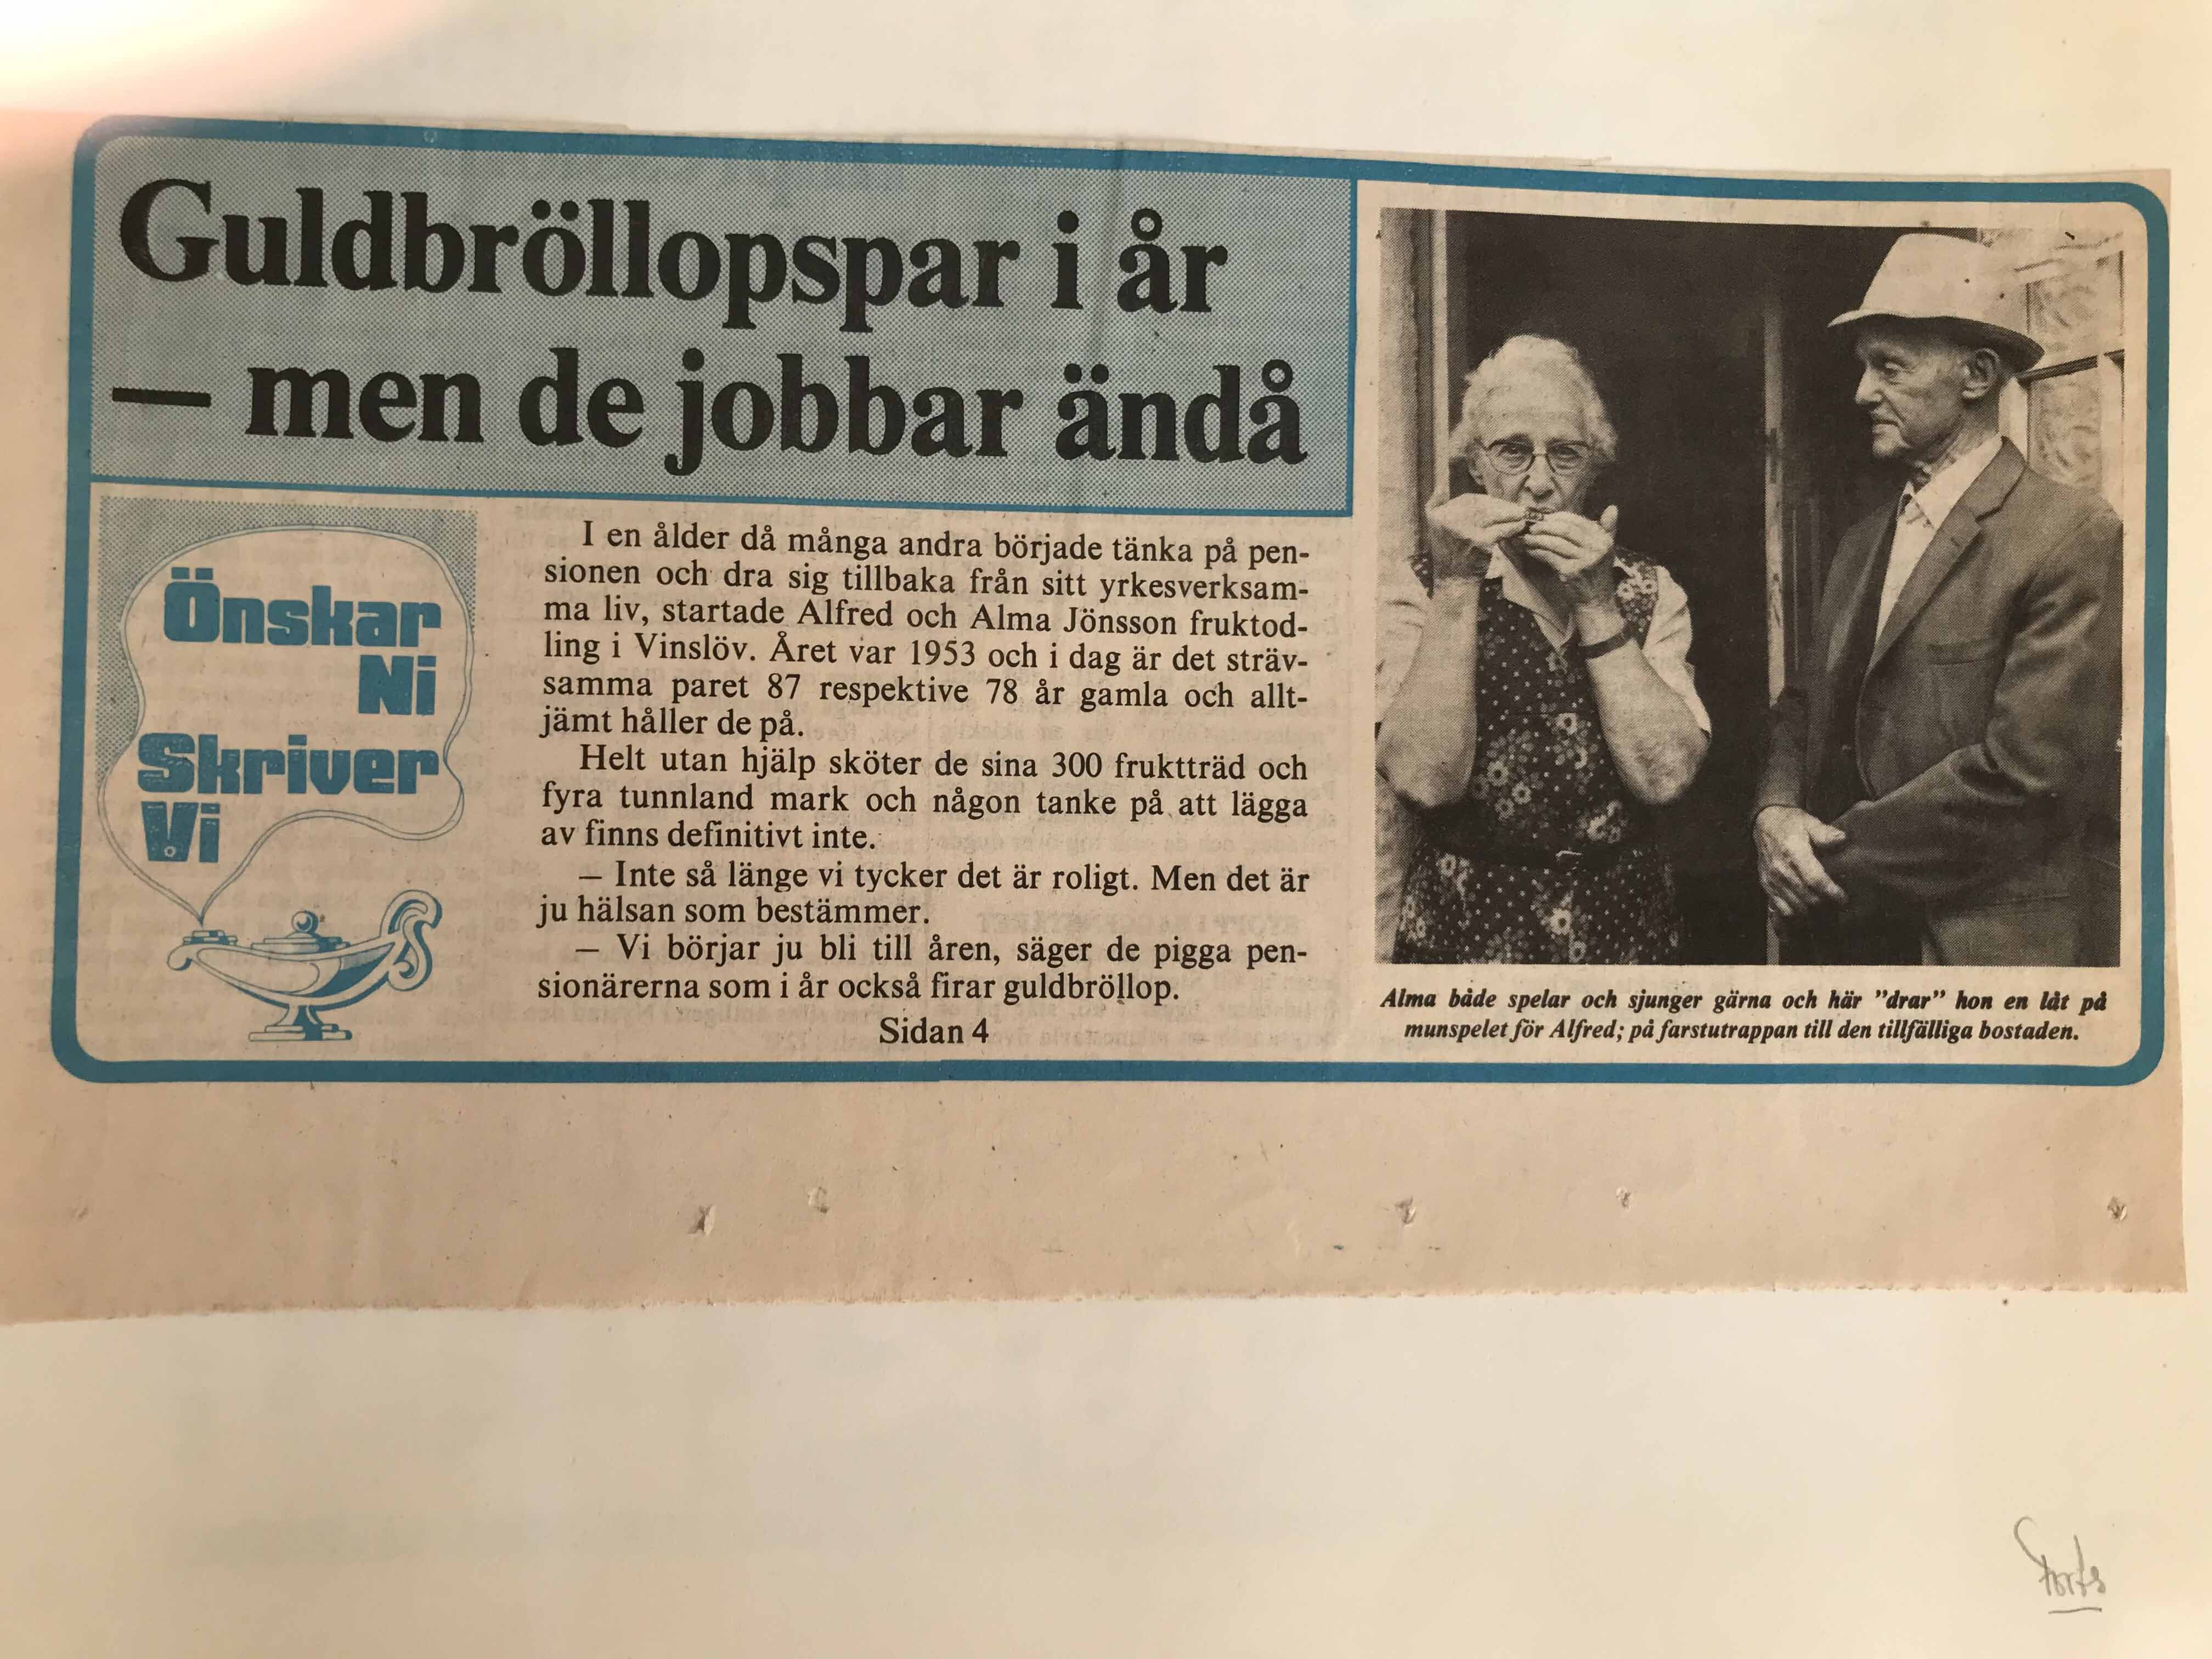 Guldbröllopspar i år
– men de jobbar ändå
Önskar
Ni
Skriver
Vi
I en ålder då många andra började tänka på pen-
sionen och dra sig tillbaka från sitt yrkesverksam-
ma liv, startade Alfred och Alma Jönsson fruktod-
ling i Vinslöv. Året var 1953 och i dag är det sträv-
samma paret 87 respektive 78 år gamla och allt-
jämt håller de på.
Helt utan hjälp sköter de sina 300 fruktträd och
fyra tunnland mark och någon tanke på att lägga
av finns definitivt inte.
– Inte så länge vi tycker det är roligt. Men det är
ju hälsan som bestämmer.
– Vi börjar ju bli till åren, säger de pigga pen-
sionärerna som i år också firar guldbröllop.
Sidan 4
Alma både spelar och sjunger gärna och här ”drar” hon en låt på
munspelet för Alfred; på farstutrappan till den tillfälliga bostaden.
Forts